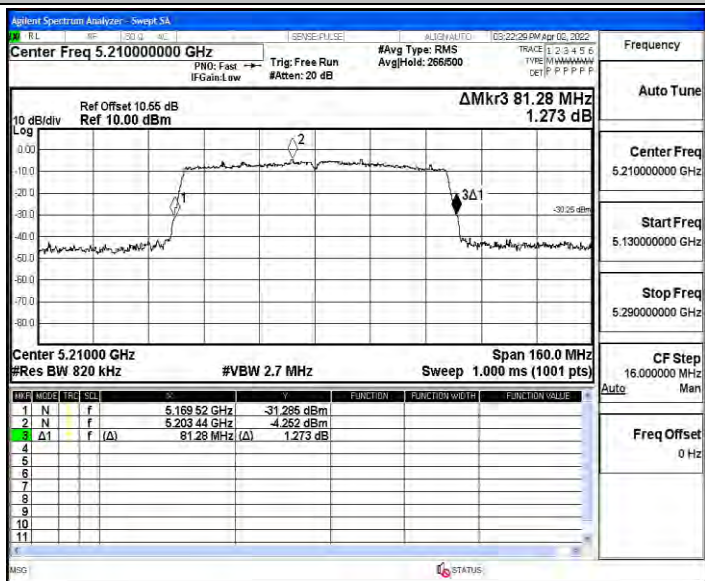 Agilent Spectrum Analyzer - Swept SA
RL RF 50 Ω AC SENSE:PULSE ALIGN AUTO 03:22:29 PM Apr 02, 2022
Center Freq 5.210000000 GHz
PNO: Fast
IFGain:Low
Trig: Free Run
#Atten: 20 dB
#Avg Type: RMS
Avg|Hold: 266/500
TRACE 1 2 3 4 5 6
TYPE M WWWWW
DET P P P P P P
Frequency
Auto Tune
Center Freq
5.210000000 GHz
Start Freq
5.130000000 GHz
Stop Freq
5.290000000 GHz
CF Step
16.000000 MHz
Auto Man
Freq Offset
0 Hz
Ref Offset 10.55 dB
10 dB/div Ref 10.00 dBm
ΔMkr3 81.28 MHz
1.273 dB
Log
0.00
-10.0
-20.0
-30.0
-40.0
-50.0
-60.0
-70.0
-80.0
1
2
3Δ1
-30.25 dBm
Center 5.21000 GHz Span 160.0 MHz
#Res BW 820 kHz #VBW 2.7 MHz Sweep 1.000 ms (1001 pts)
MKR MODE TRC SCL X Y FUNCTION FUNCTION WIDTH FUNCTION VALUE
1 N f 5.169 52 GHz -31.285 dBm
2 N f 5.203 44 GHz -4.252 dBm
3 Δ1 f (Δ) 81.28 MHz (Δ) 1.273 dB
4
5
6
7
8
9
10
11
MSG STATUS